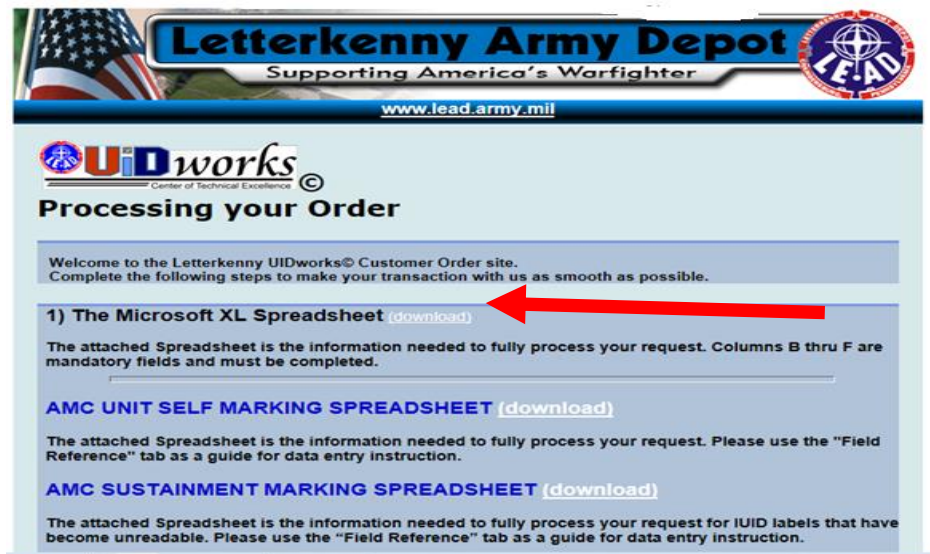 Letterkenny Army Depot
Supporting America's Warfighter
www.lead.army.mil
UiDworks
Center of Technical Excellence ©
Processing your Order
Welcome to the Letterkenny UIDworks© Customer Order site.
Complete the following steps to make your transaction with us as smooth as possible.
1) The Microsoft XL Spreadsheet (download)
The attached Spreadsheet is the information needed to fully process your request. Columns B thru F are
mandatory fields and must be completed.
AMC UNIT SELF MARKING SPREADSHEET (download)
The attached Spreadsheet is the information needed to fully process your request. Please use the "Field
Reference" tab as a guide for data entry instruction.
AMC SUSTAINMENT MARKING SPREADSHEET (download)
The attached Spreadsheet is the information needed to fully process your request for IUID labels that have
become unreadable. Please use the “Field Reference” tab as a guide for data entry instruction.